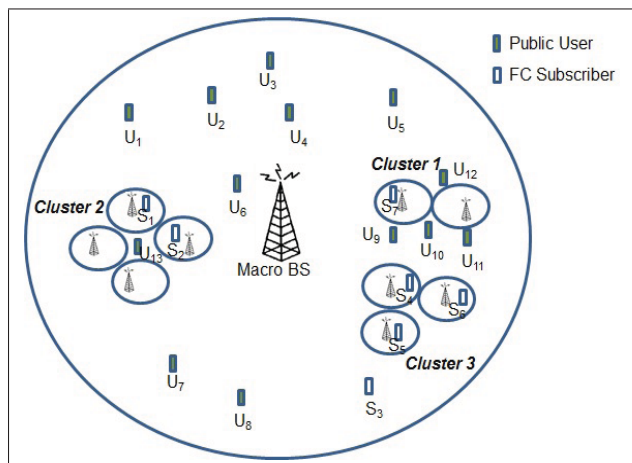 Public User
FC Subscriber
U3
U2
U1
U4
U5
Cluster 1
U12
S7
U6
Cluster 2
S1
S2
U13
U9
U10
U11
Macro BS
S4
S6
S5
Cluster 3
U7
U8
S3